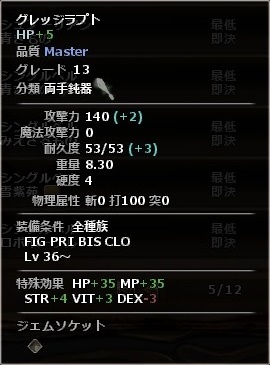 グレッジラプト
HP+5
品質 Master
グレード 13
分類 両手鈍器
攻撃力 140 (+2)
魔法攻撃力 0
耐久度 53/53 (+3)
重量 8.30
硬度 4
物理属性 斬0 打100 突0
装備条件 全種族
FIG PRI BIS CLO
Lv 36～
特殊効果 HP+35 MP+35
STR+4 VIT+3 DEX-3
5/12
ジェムソケット
最低
即決
最低
即決
最低
即決